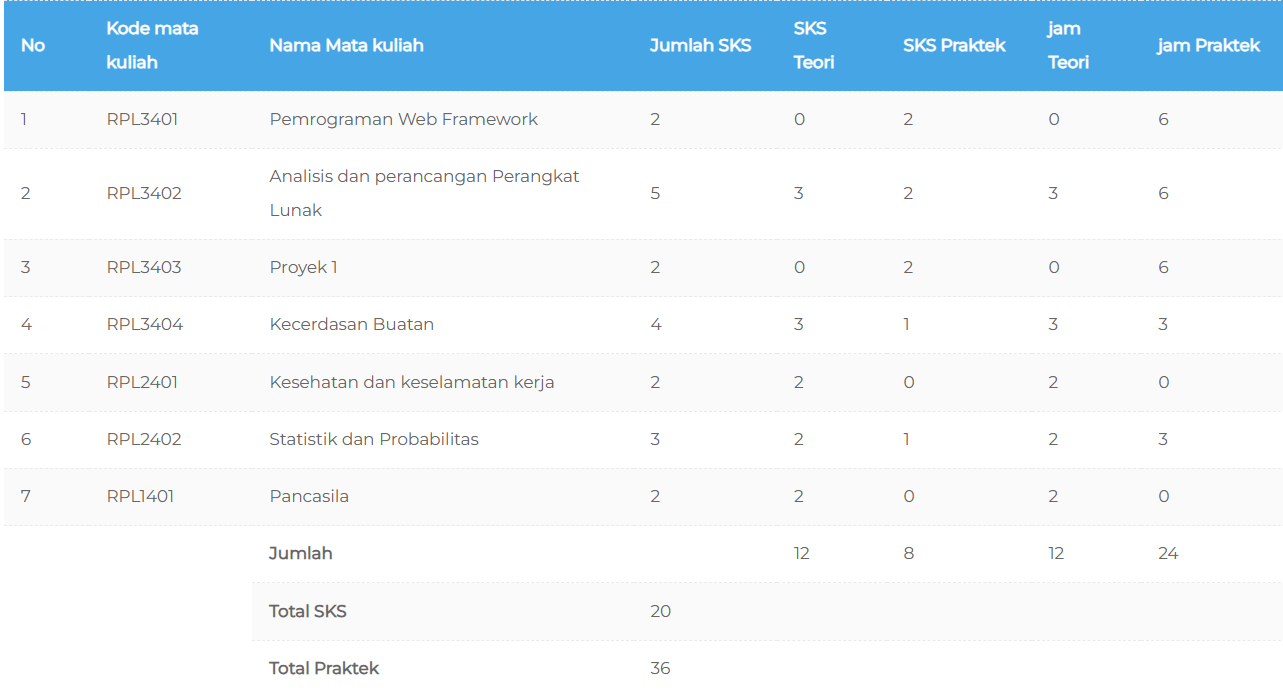 No Kode mata kuliah Nama Mata kuliah Jumlah SKS SKS Teori SKS Praktek jam Teori jam Praktek
1 RPL3401 Pemrograman Web Framework 2 0 2 0 6
2 RPL3402 Analisis dan perancangan Perangkat Lunak 5 3 2 3 6
3 RPL3403 Proyek 1 2 0 2 0 6
4 RPL3404 Kecerdasan Buatan 4 3 1 3 3
5 RPL2401 Kesehatan dan keselamatan kerja 2 2 0 2 0
6 RPL2402 Statistik dan Probabilitas 3 2 1 2 3
7 RPL1401 Pancasila 2 2 0 2 0
Jumlah 12 8 12 24
Total SKS 20
Total Praktek 36